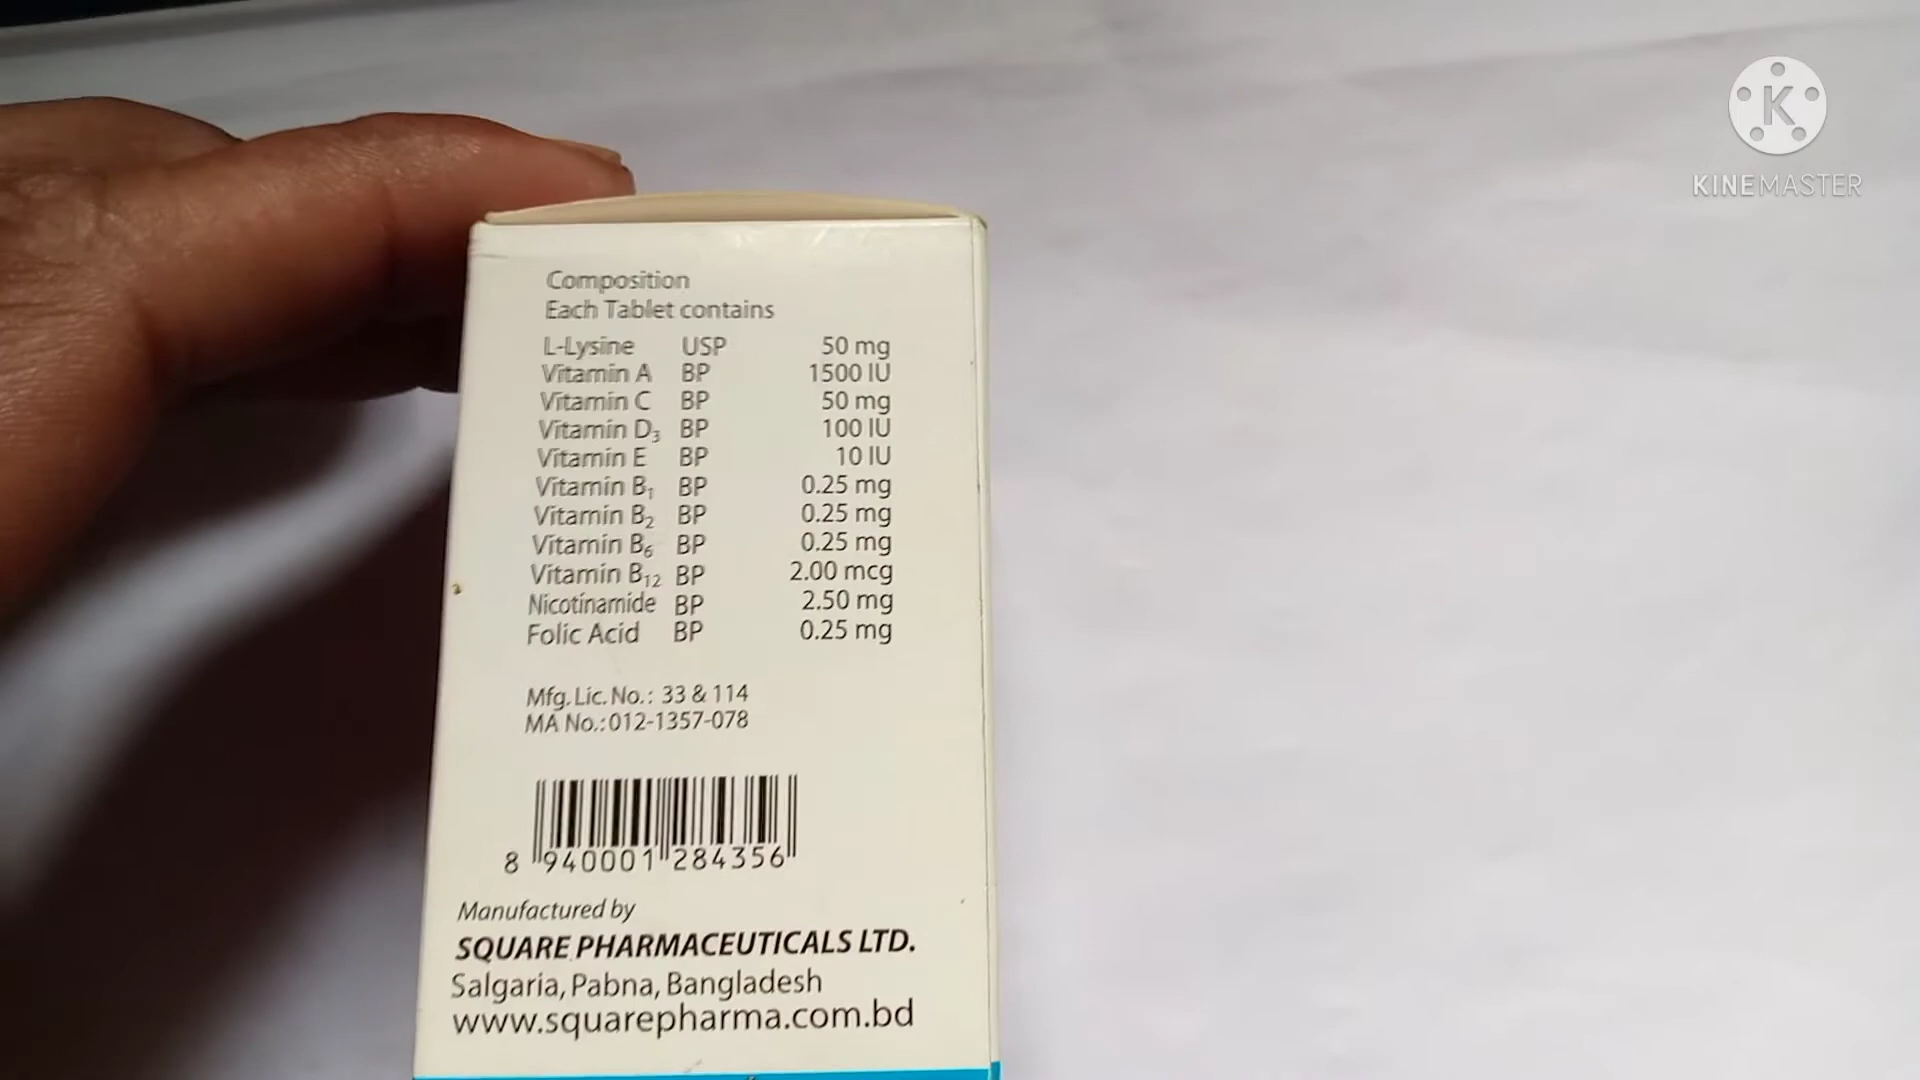 KINEMASTER
Composition
Each Tablet contains
L-Lysine USP 50 mg
Vitamin A BP 1500 IU
Vitamin C BP 50 mg
Vitamin D₃ BP 100 IU
Vitamin E BP 10 IU
Vitamin B₁ BP 0.25 mg
Vitamin B₂ BP 0.25 mg
Vitamin B₆ BP 0.25 mg
Vitamin B₁₂ BP 2.00 mcg
Nicotinamide BP 2.50 mg
Folic Acid BP 0.25 mg
Mfg. Lic. No.: 33 & 114
MA No.: 012-1357-078
8 940001 284356
Manufactured by
SQUARE PHARMACEUTICALS LTD.
Salgaria, Pabna, Bangladesh
www.squarepharma.com.bd